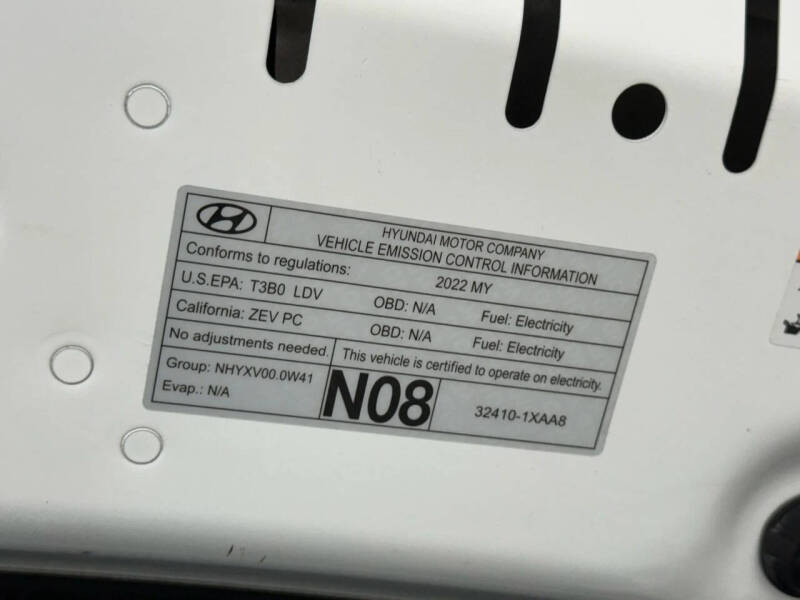 HYUNDAI MOTOR COMPANY
VEHICLE EMISSION CONTROL INFORMATION
Conforms to regulations: 2022 MY
U.S.EPA: T3B0 LDV OBD: N/A Fuel: Electricity
California: ZEV PC OBD: N/A Fuel: Electricity
No adjustments needed. This vehicle is certified to operate on electricity.
Group: NHYXV00.0W41
Evap.: N/A
N08
32410-1XAA8